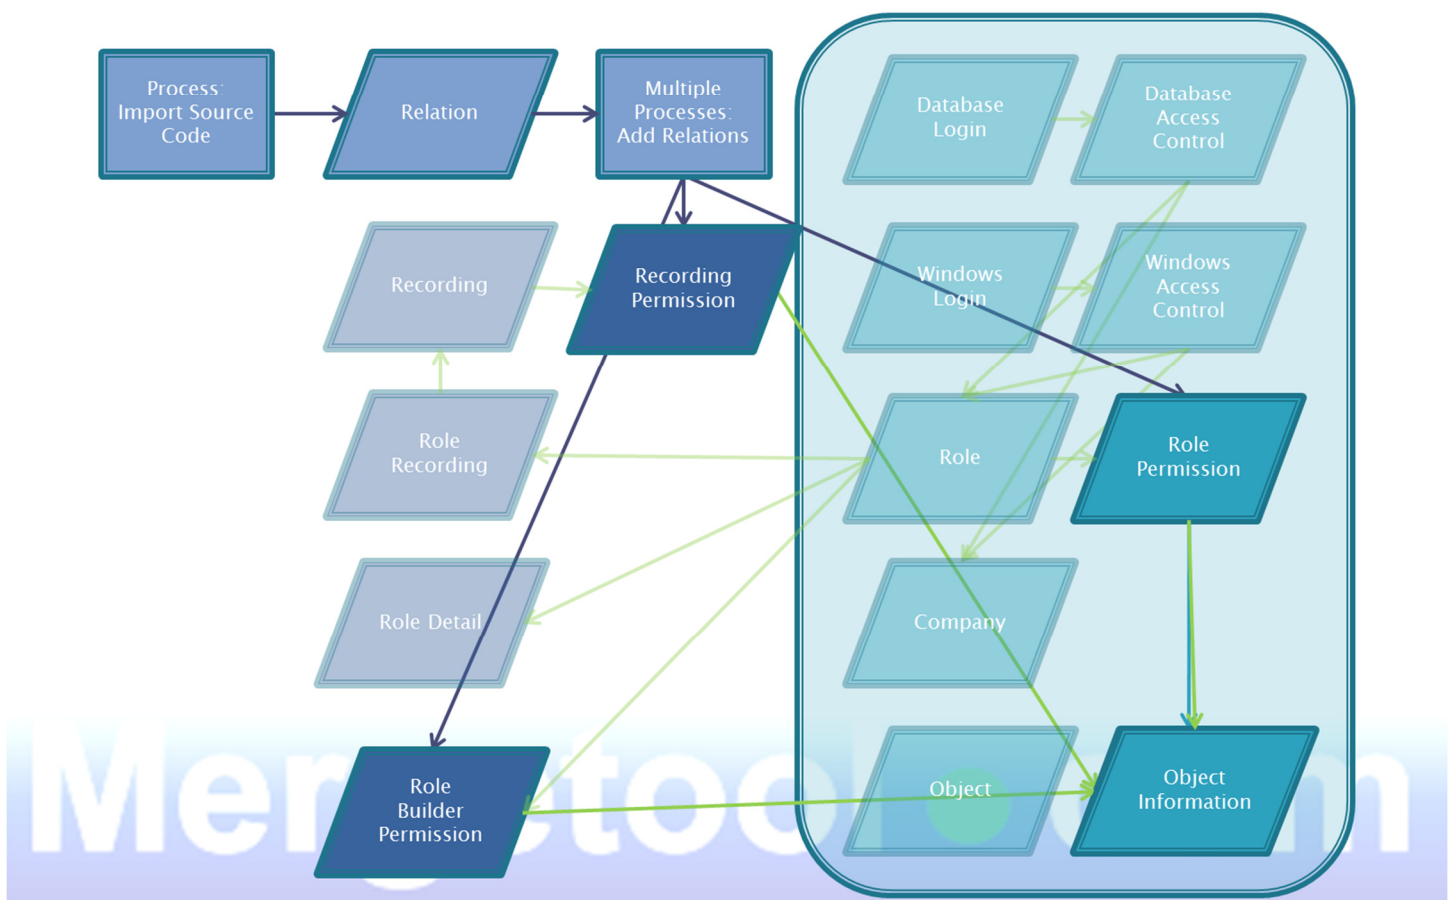 Process:
Import Source
Code
Relation
Multiple
Processes:
Add Relations
Database
Login
Database
Access
Control
Recording
Recording
Permission
Windows
Login
Windows
Access
Control
Role
Recording
Role
Role
Permission
Role Detail
Company
Role
Builder
Permission
Object
Object
Information